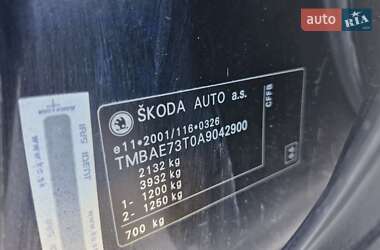 auto RIA
ŠKODA AUTO a.s.
CFFB
e11*2001/116*0326
TMBAE73T0A9042900
2132 kg
3932 kg
1- 1200 kg
2- 1250 kg
700 kg